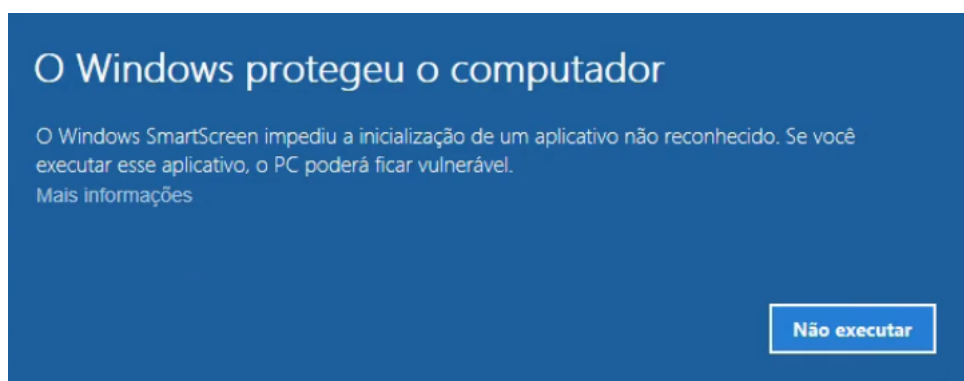 O Windows protegeu o computador
O Windows SmartScreen impediu a inicialização de um aplicativo não reconhecido. Se você
executar esse aplicativo, o PC poderá ficar vulnerável.
Mais informações
Não executar